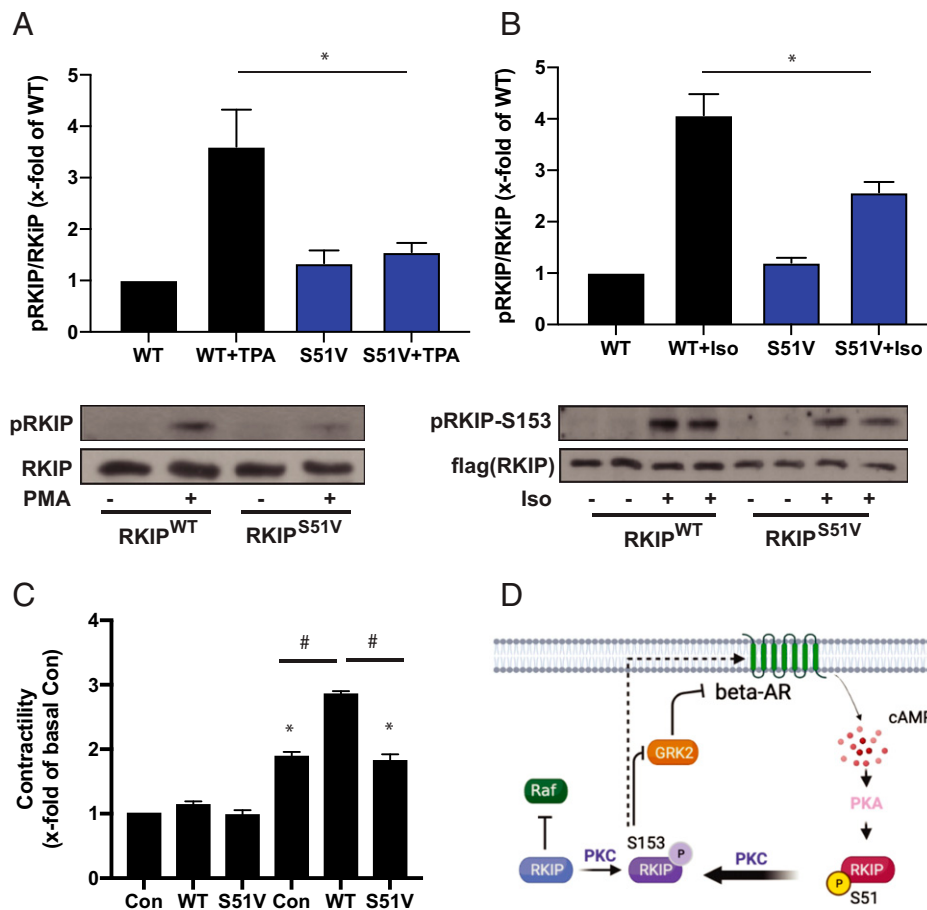 A
pRKIP/RKiP (x-fold of WT)
5
4
3
2
1
0
*
WT WT+TPA S51V S51V+TPA
pRKIP
RKIP
PMA - + - +
RKIP^WT RKIP^S51V
B
pRKIP/RKiP (x-fold of WT)
5
4
3
2
1
0
*
WT WT+Iso S51V S51V+Iso
pRKIP-S153
flag(RKIP)
Iso - - + + - - + +
RKIP^WT RKIP^S51V
C
Contractility
(x-fold of basal Con)
4
3
2
1
0
# #
* *
Con WT S51V Con WT S51V
D
beta-AR
cAMP
GRK2
Raf
PKA
S153
P
RKIP PKC RKIP PKC RKIP
P
S51